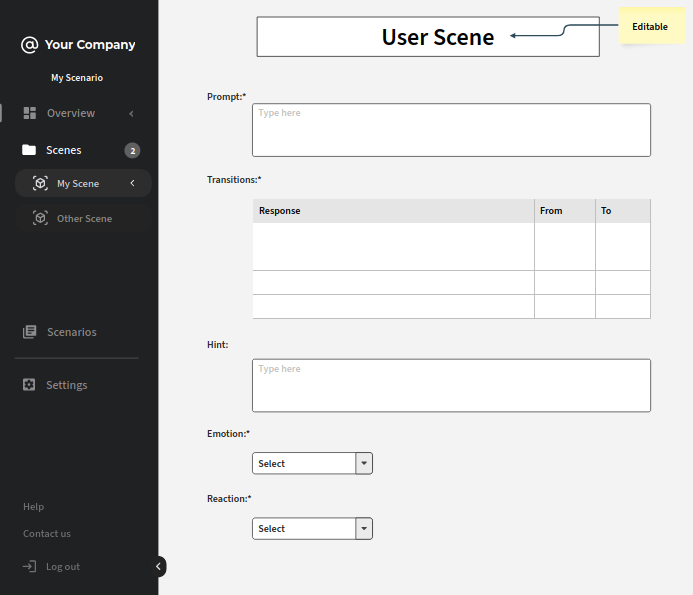 @ Your Company
My Scenario
Overview
Scenes 2
My Scene
Other Scene
Scenarios
Settings
Help
Contact us
Log out
User Scene
Editable
Prompt:*
Type here
Transitions:*
Response From To
Hint:
Type here
Emotion:*
Select
Reaction:*
Select